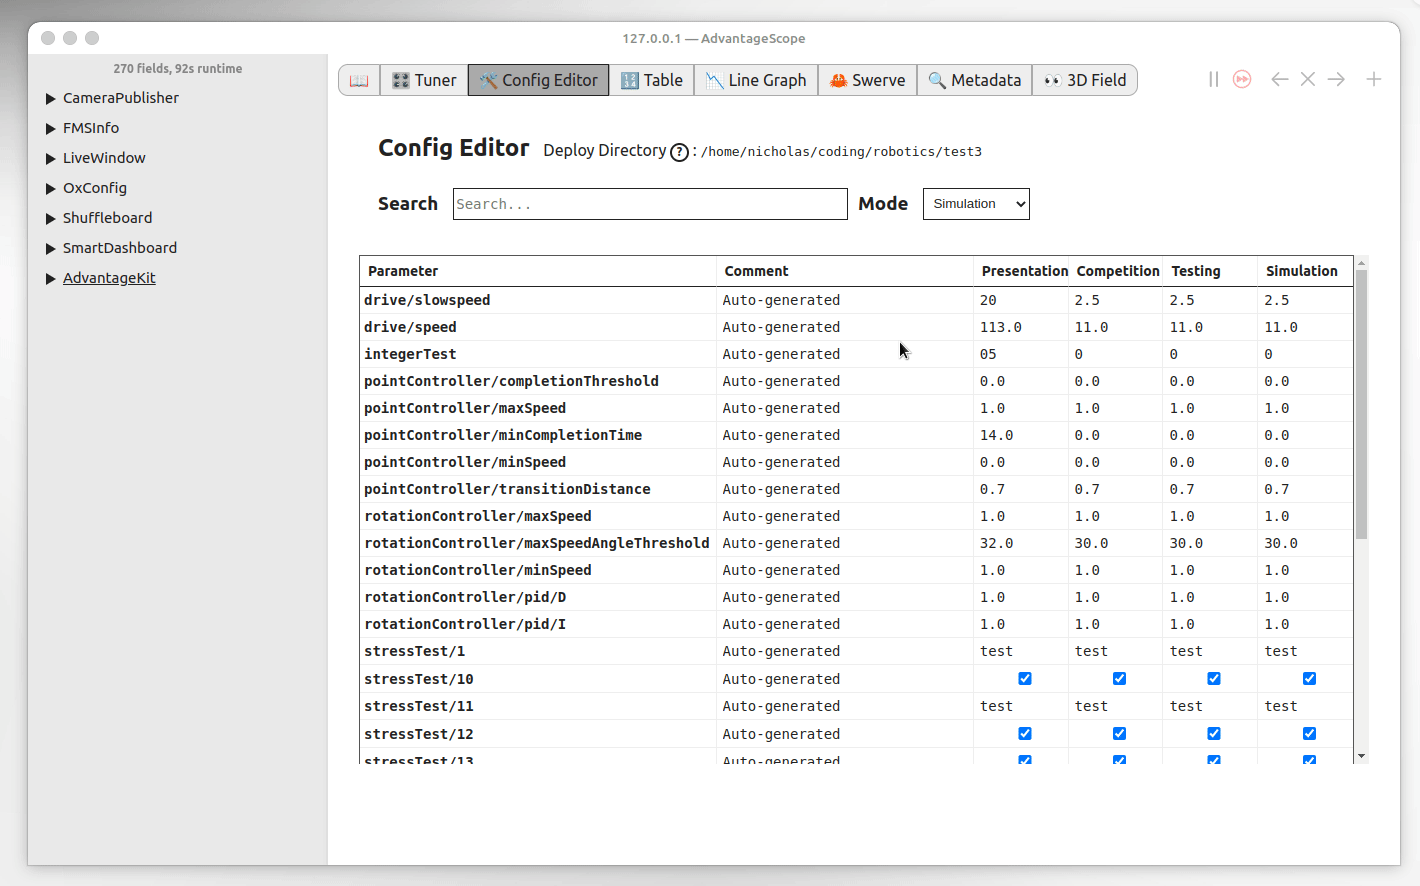 127.0.0.1 — AdvantageScope
270 fields, 92s runtime
CameraPublisher
FMSInfo
LiveWindow
OxConfig
Shuffleboard
SmartDashboard
AdvantageKit
Tuner Config Editor Table Line Graph Swerve Metadata 3D Field
Config Editor Deploy Directory ? : /home/nicholas/coding/robotics/test3
Search Search... Mode Simulation
Parameter Comment Presentation Competition Testing Simulation
drive/slowspeed Auto-generated 20 2.5 2.5 2.5
drive/speed Auto-generated 113.0 11.0 11.0 11.0
integerTest Auto-generated 05 0 0 0
pointController/completionThreshold Auto-generated 0.0 0.0 0.0 0.0
pointController/maxSpeed Auto-generated 1.0 1.0 1.0 1.0
pointController/minCompletionTime Auto-generated 14.0 0.0 0.0 0.0
pointController/minSpeed Auto-generated 0.0 0.0 0.0 0.0
pointController/transitionDistance Auto-generated 0.7 0.7 0.7 0.7
rotationController/maxSpeed Auto-generated 1.0 1.0 1.0 1.0
rotationController/maxSpeedAngleThreshold Auto-generated 32.0 30.0 30.0 30.0
rotationController/minSpeed Auto-generated 1.0 1.0 1.0 1.0
rotationController/pid/D Auto-generated 1.0 1.0 1.0 1.0
rotationController/pid/I Auto-generated 1.0 1.0 1.0 1.0
stressTest/1 Auto-generated test test test test
stressTest/10 Auto-generated
stressTest/11 Auto-generated test test test test
stressTest/12 Auto-generated
stressTest/13 Auto-generated